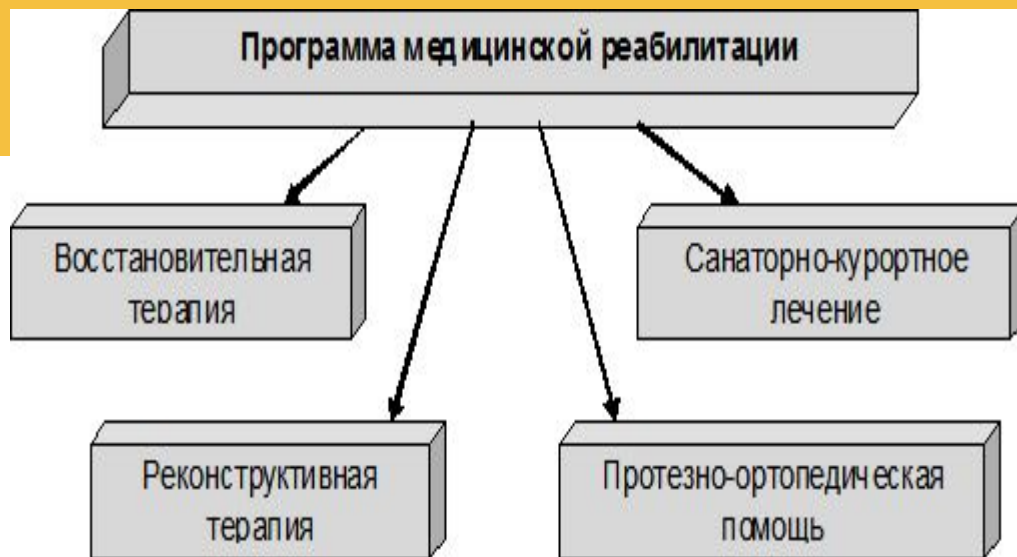 Программа медицинской реабилитации
Восстановительная
терапия
Санаторно-курортное
лечение
Реконструктивная
терапия
Протезно-ортопедическая
помощь